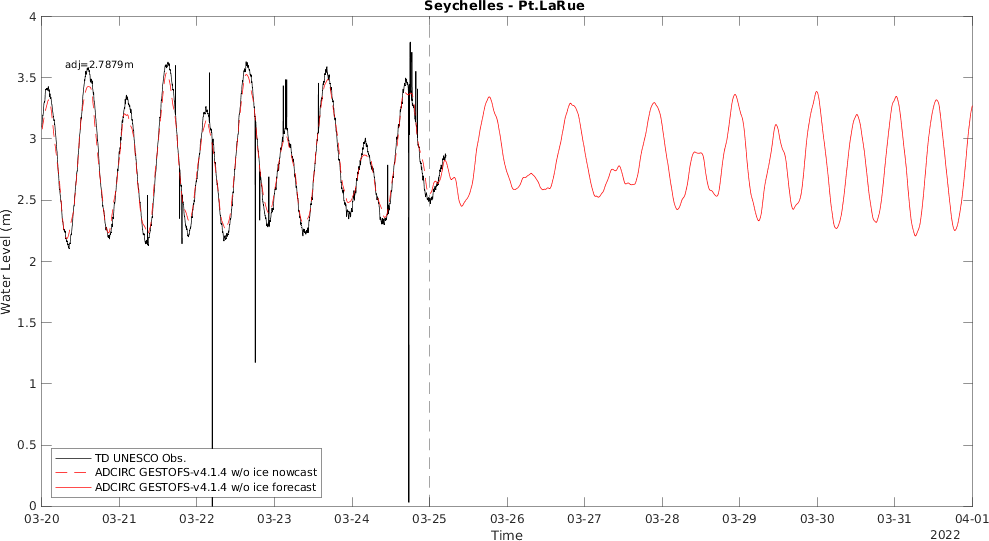 Seychelles - Pt.LaRue
adj=2.7879m
4
3.5
3
2.5
2
1.5
1
0.5
0
Water Level (m)
TD UNESCO Obs.
ADCIRC GESTOFS-v4.1.4 w/o ice nowcast
ADCIRC GESTOFS-v4.1.4 w/o ice forecast
03-20 03-21 03-22 03-23 03-24 03-25 03-26 03-27 03-28 03-29 03-30 03-31 04-01
Time
2022